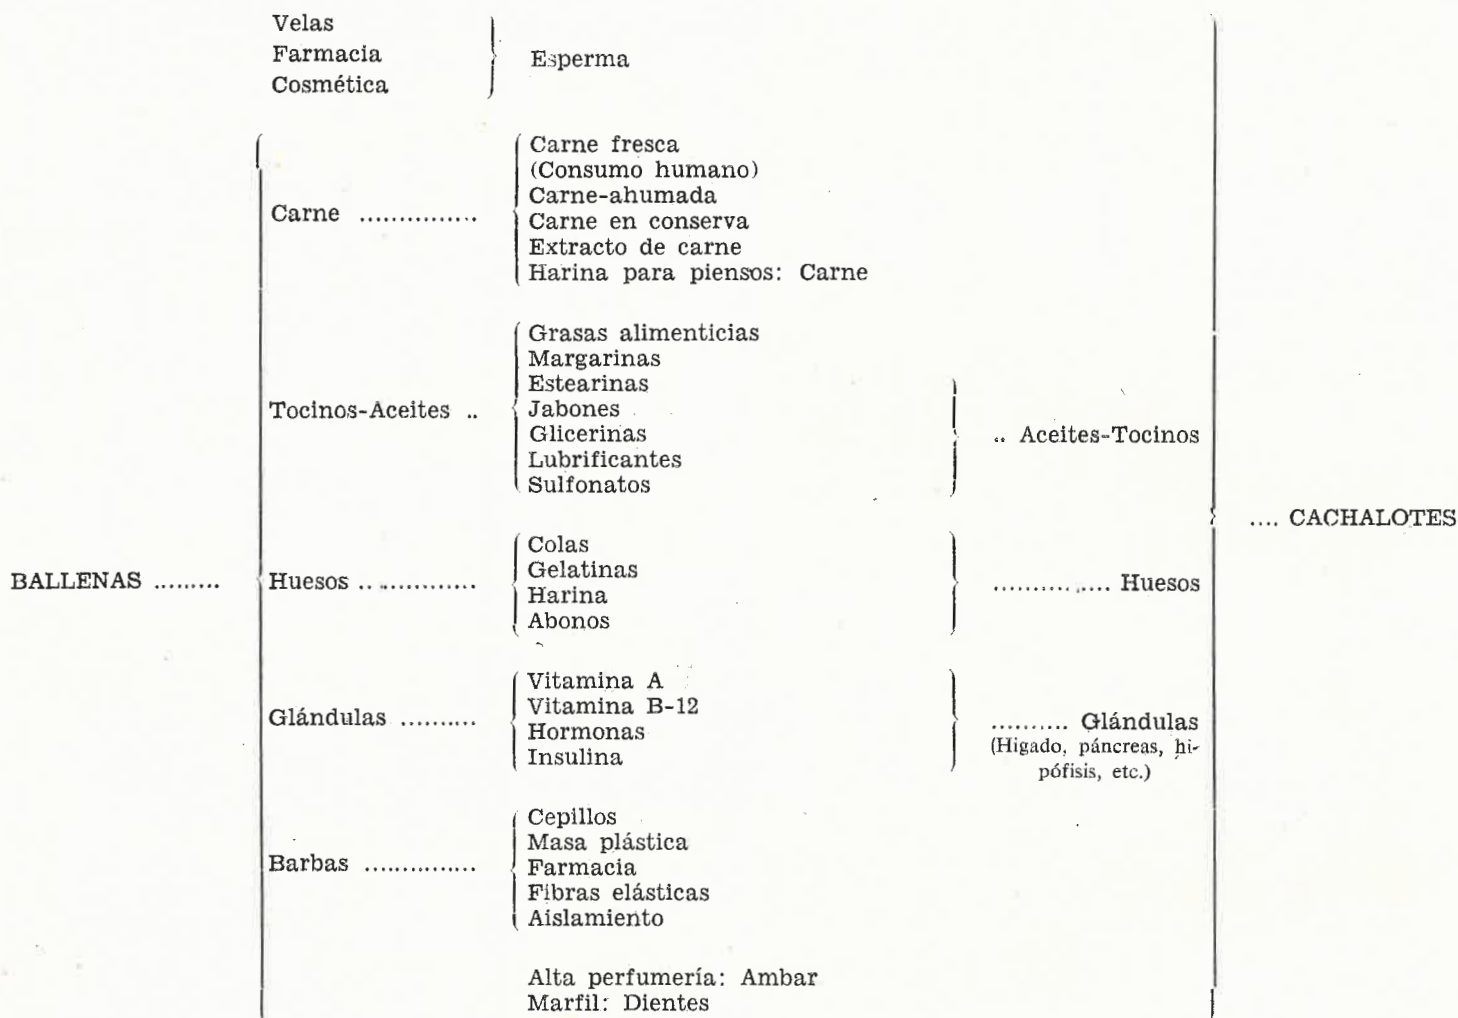 Velas
Farmacia
Cosmética
Esperma
Carne ...............
Carne fresca
(Consumo humano)
Carne-ahumada
Carne en conserva
Extracto de carne
Harina para piensos: Carne
Tocinos-Aceites ..
Grasas alimenticias
Margarinas
Estearinas
Jabones
Glicerinas
Lubrificantes
Sulfonatos
.. Aceites-Tocinos
.... CACHALOTES
BALLENAS .........
Huesos ...............
Colas
Gelatinas
Harina
Abonos
............... Huesos
Glándulas ..........
Vitamina A
Vitamina B-12
Hormonas
Insulina
.......... Glándulas
(Higado, páncreas, hi-
pófisis, etc.)
Barbas ...............
Cepillos
Masa plástica
Farmacia
Fibras elásticas
Aislamiento
Alta perfumería: Ambar
Marfil: Dientes